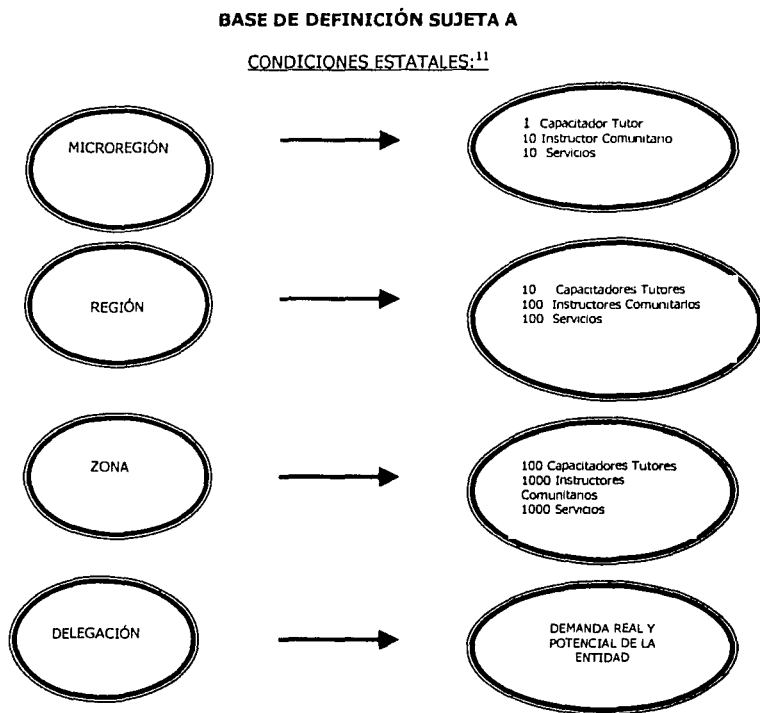 BASE DE DEFINICIÓN SUJETA A
CONDICIONES ESTATALES:11
MICROREGIÓN
1 Capacitador Tutor
10 Instructor Comunitario
10 Servicios
REGIÓN
10 Capacitadores Tutores
100 Instructores Comunitarios
100 Servicios
ZONA
100 Capacitadores Tutores
1000 Instructores
Comunitarios
1000 Servicios
DELEGACIÓN
DEMANDA REAL Y
POTENCIAL DE LA
ENTIDAD